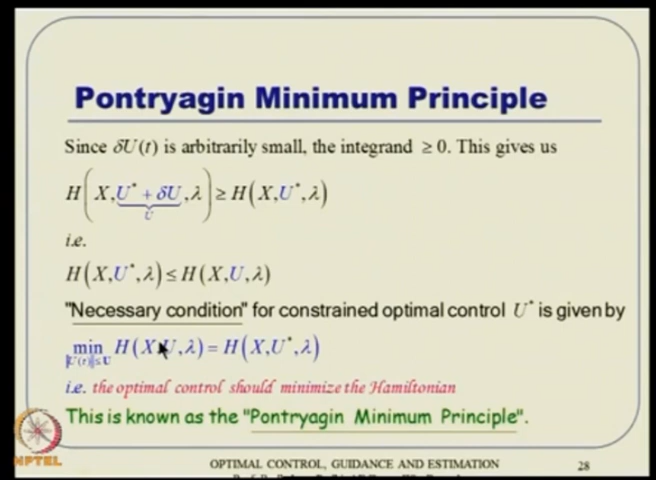 Pontryagin Minimum Principle
Since δU(t) is arbitrarily small, the integrand ≥ 0. This gives us
H(X, U* + δU, λ) ≥ H(X, U*, λ)
U
i.e.
H(X, U*, λ) ≤ H(X, U, λ)
"Necessary condition" for constrained optimal control U* is given by
min H(X, U, λ) = H(X, U*, λ)
‖U(t)‖≤U
i.e. the optimal control should minimize the Hamiltonian
This is known as the "Pontryagin Minimum Principle".
NPTEL
OPTIMAL CONTROL, GUIDANCE AND ESTIMATION
28